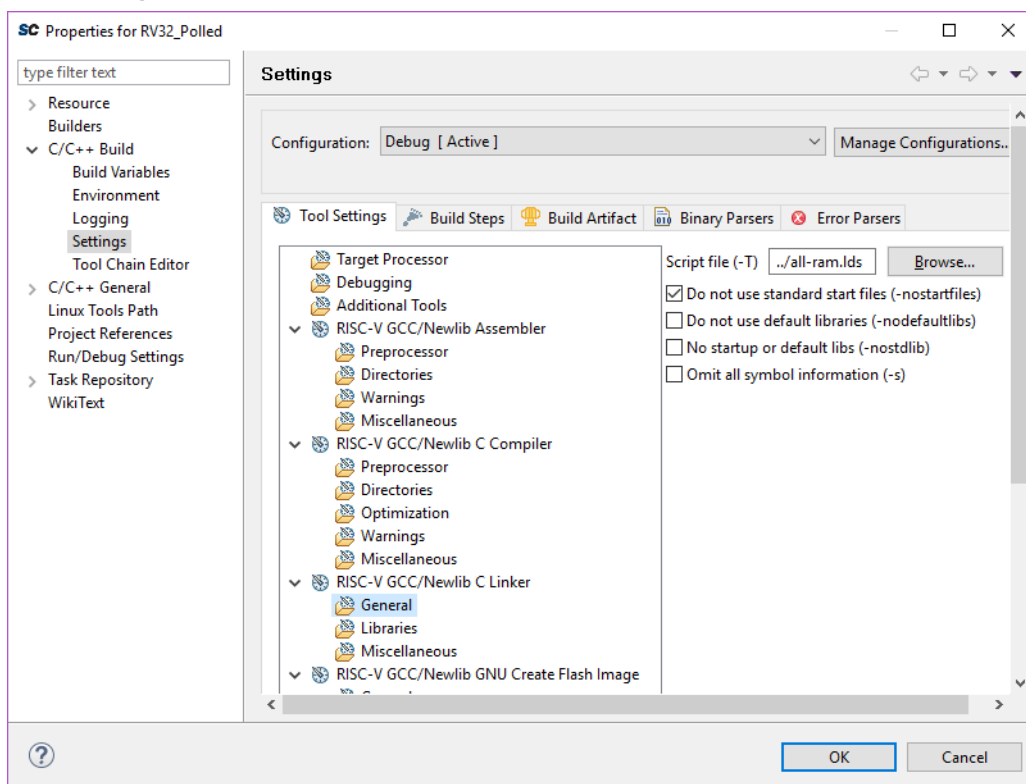 SC Properties for RV32_Polled
type filter text
Resource
Builders
C/C++ Build
Build Variables
Environment
Logging
Settings
Tool Chain Editor
C/C++ General
Linux Tools Path
Project References
Run/Debug Settings
Task Repository
WikiText
Settings
Configuration: Debug [ Active ] Manage Configurations..
Tool Settings Build Steps Build Artifact 010 Binary Parsers Error Parsers
Target Processor
Debugging
Additional Tools
RISC-V GCC/Newlib Assembler
Preprocessor
Directories
Warnings
Miscellaneous
RISC-V GCC/Newlib C Compiler
Preprocessor
Directories
Optimization
Warnings
Miscellaneous
RISC-V GCC/Newlib C Linker
General
Libraries
Miscellaneous
RISC-V GCC/Newlib GNU Create Flash Image
Script file (-T) ../all-ram.lds Browse...
Do not use standard start files (-nostartfiles)
Do not use default libraries (-nodefaultlibs)
No startup or default libs (-nostdlib)
Omit all symbol information (-s)
? OK Cancel